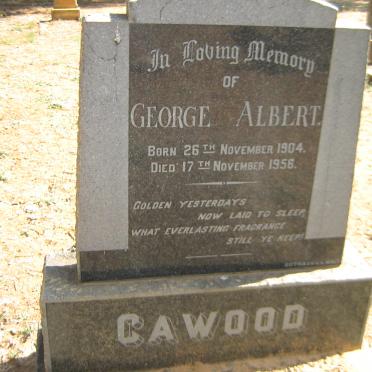 In Loving Memory
OF
GEORGE ALBERT.
BORN 26TH NOVEMBER 1904.
DIED 17TH NOVEMBER 1956.
GOLDEN YESTERDAYS
NOW LAID TO SLEEP,
WHAT EVERLASTING FRAGRANCE
STILL YE KEEP!
CAWOOD